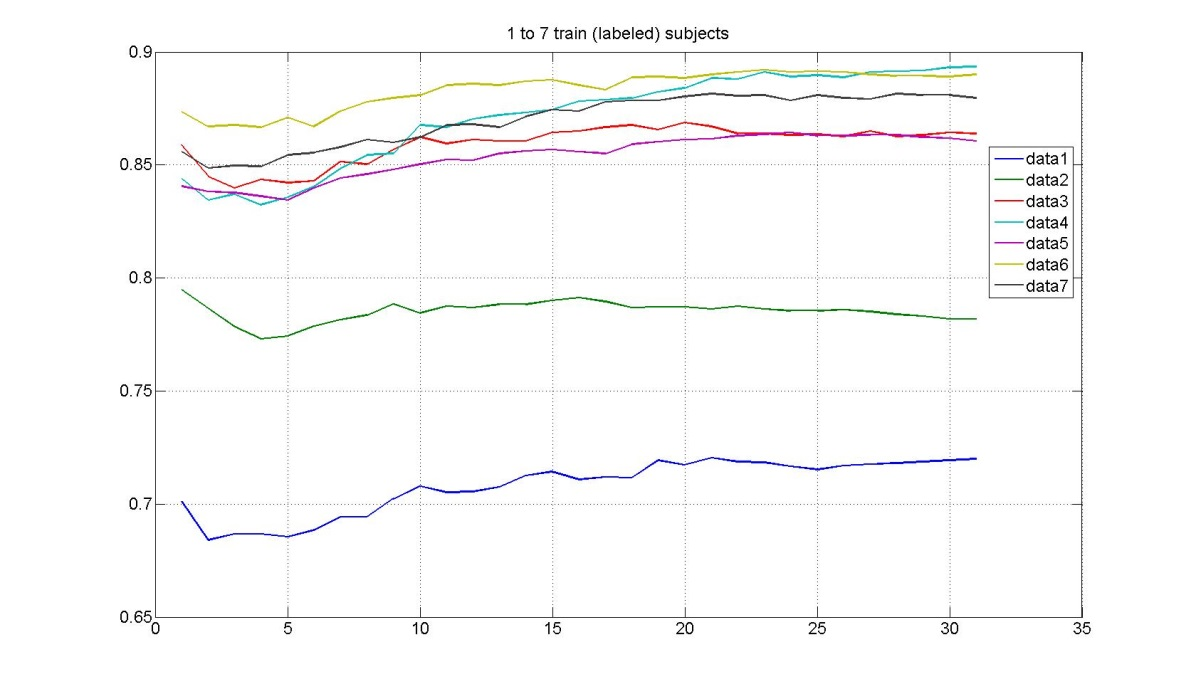 1 to 7 train (labeled) subjects
0.9
0.85
0.8
0.75
0.7
0.65
data1
data2
data3
data4
data5
data6
data7
0 5 10 15 20 25 30 35